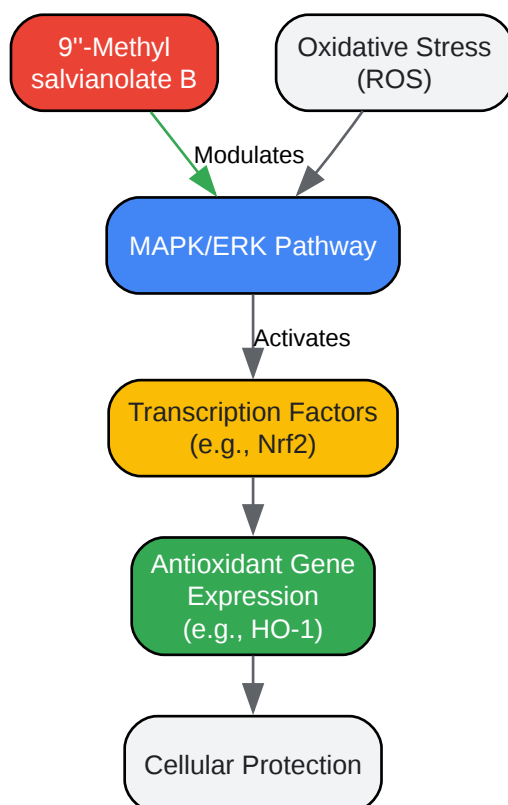 9''-Methyl
salvianolate B
Oxidative Stress
(ROS)
Modulates
MAPK/ERK Pathway
Activates
Transcription Factors
(e.g., Nrf2)
Antioxidant Gene
Expression
(e.g., HO-1)
Cellular Protection